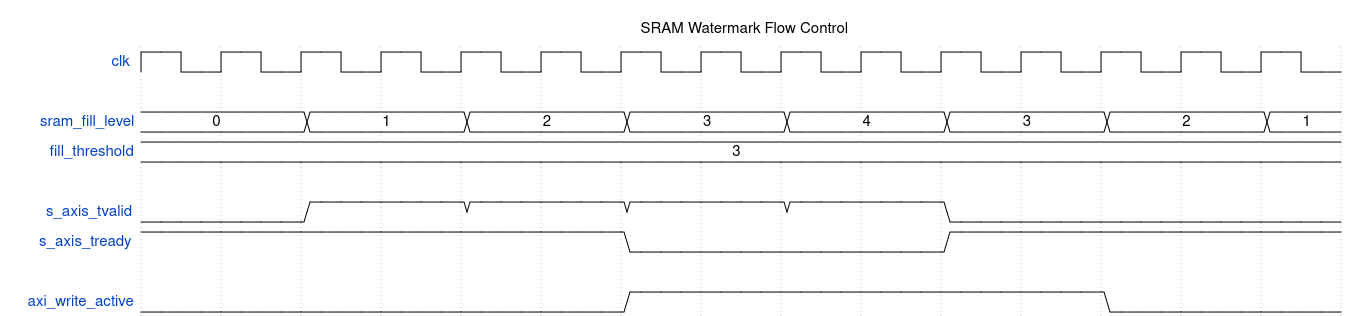 SRAM Watermark Flow Control
clk
sram_fill_level 0 1 2 3 4 3 2 1
fill_threshold 3
s_axis_tvalid
s_axis_tready
axi_write_active